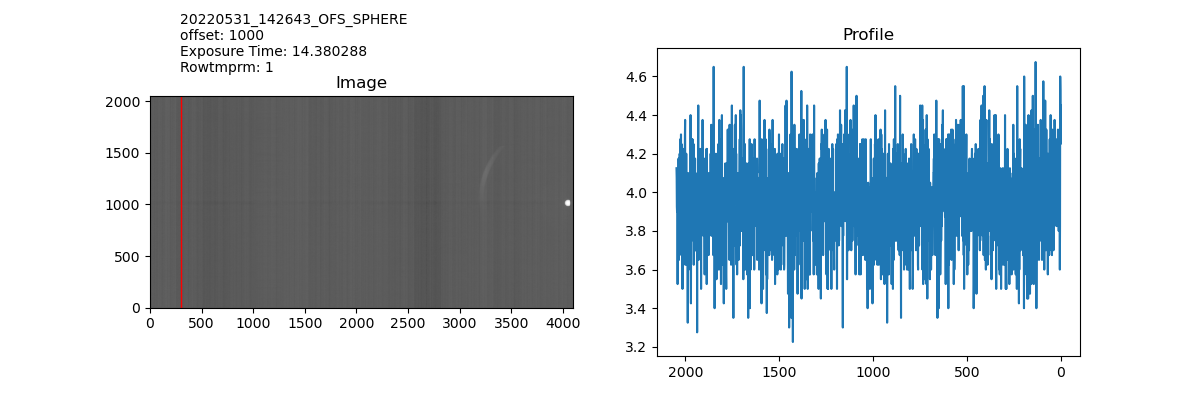 20220531_142643_OFS_SPHERE
offset: 1000
Exposure Time: 14.380288
Rowtmprm: 1
Image
2000
1500
1000
500
0
0 500 1000 1500 2000 2500 3000 3500 4000
Profile
4.6
4.4
4.2
4.0
3.8
3.6
3.4
3.2
2000 1500 1000 500 0